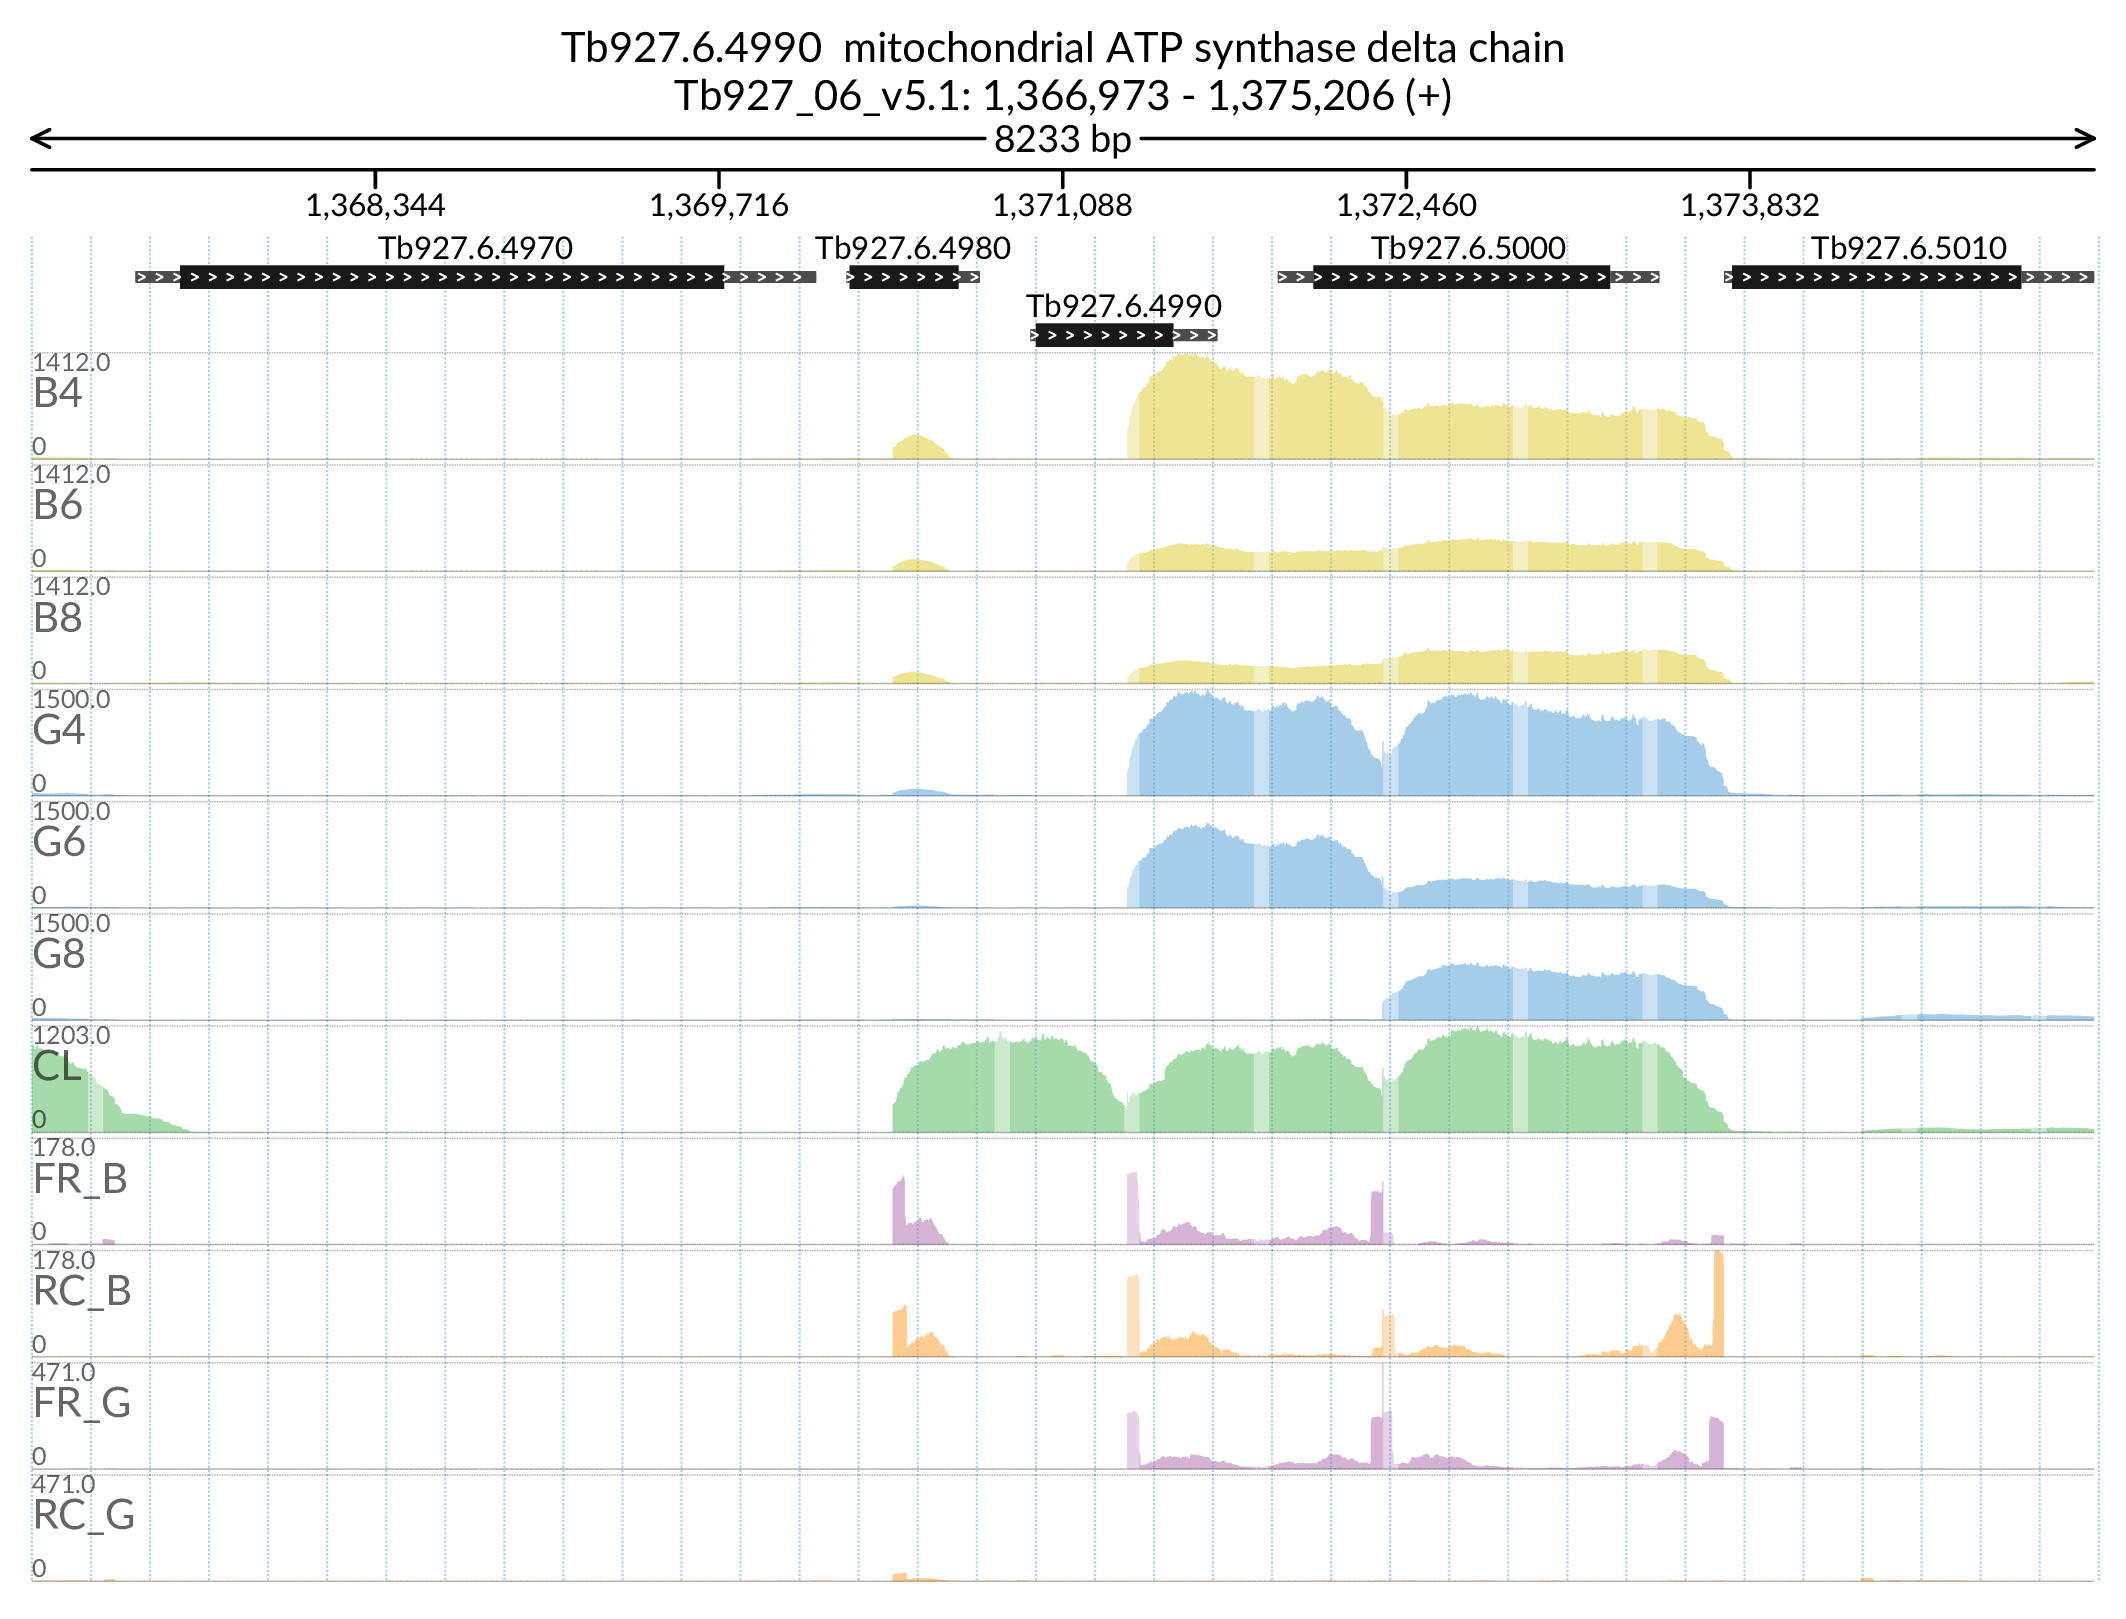 Tb927.6.4990  mitochondrial ATP synthase delta chain
Tb927_06_v5.1: 1,366,973 - 1,375,206 (+)
8233 bp
1,368,344 1,369,716 1,371,088 1,372,460 1,373,832
Tb927.6.4970 Tb927.6.4980 Tb927.6.5000 Tb927.6.5010
Tb927.6.4990
1412.0
B4
0
1412.0
B6
0
1412.0
B8
0
1500.0
G4
0
1500.0
G6
0
1500.0
G8
0
1203.0
CL
0
178.0
FR_B
0
178.0
RC_B
0
471.0
FR_G
0
471.0
RC_G
0